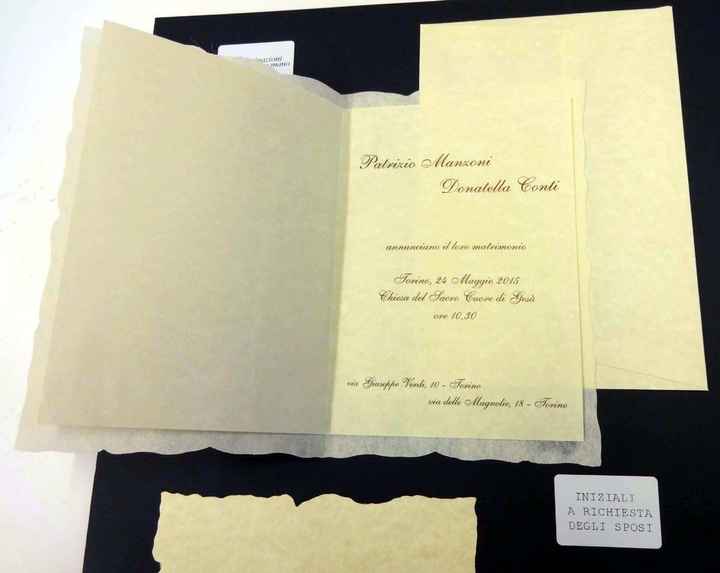 Patrizio Manzoni
Donatella Conti
annunciano il loro matrimonio
Torino, 24 Maggio 2015
Chiesa del Sacro Cuore di Gesù
ore 10,30
via Giuseppe Verdi, 10 - Torino
via delle Magnolie, 18 - Torino
INIZIALI
A RICHIESTA
DEGLI SPOSI